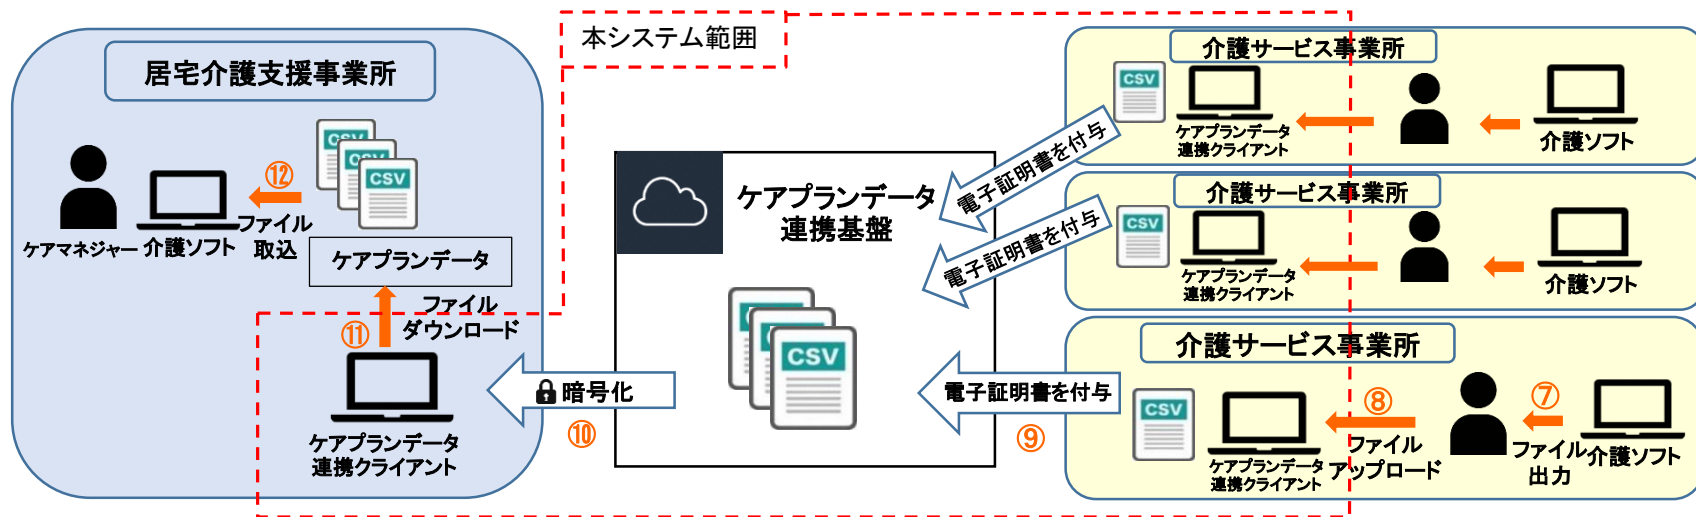 本システム範囲
居宅介護支援事業所
CSV
CSV
CSV
⑫
ファイル
取込
ケアマネジャー
介護ソフト
ケアプランデータ
⑪
ファイル
ダウンロード
ケアプランデータ
連携クライアント
暗号化
⑩
ケアプランデータ
連携基盤
CSV
電子証明書を付与
電子証明書を付与
電子証明書を付与
⑨
介護サービス事業所
CSV
ケアプランデータ
連携クライアント
介護ソフト
介護サービス事業所
CSV
ケアプランデータ
連携クライアント
介護ソフト
介護サービス事業所
CSV
ケアプランデータ
連携クライアント
⑧
ファイル
アップロード
⑦
ファイル
出力
介護ソフト